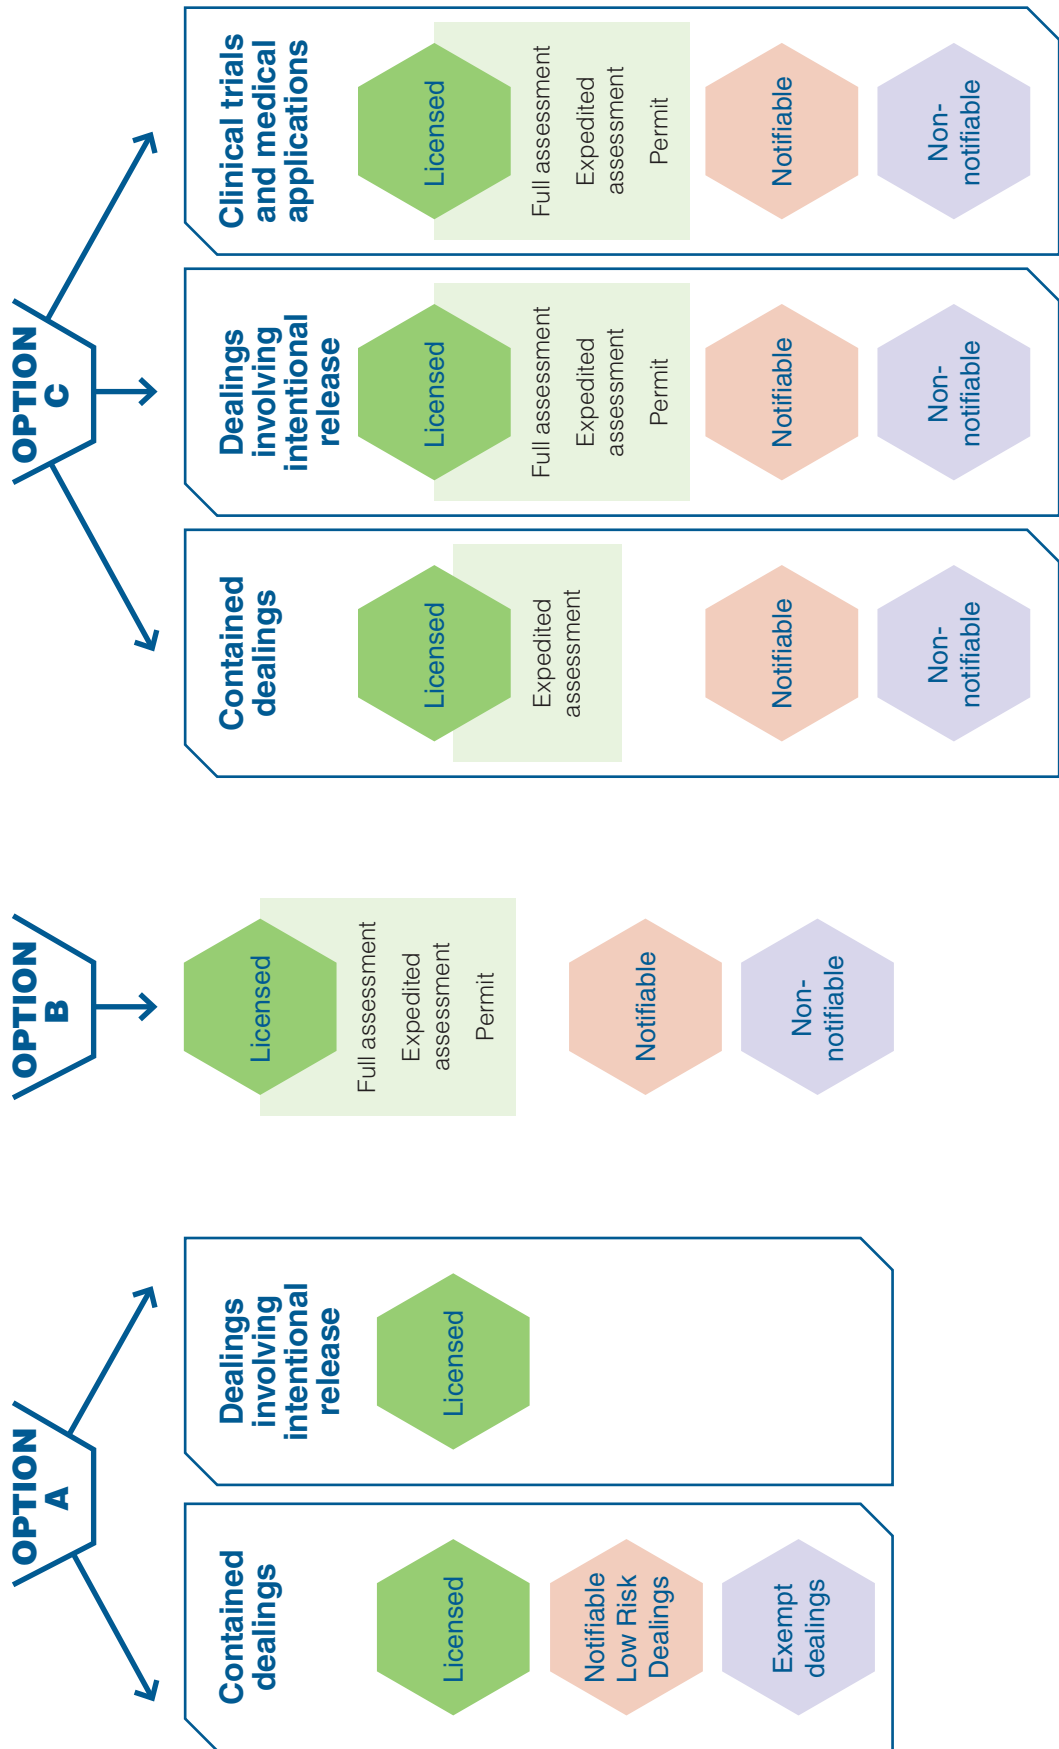 OPTION
A
Contained
dealings
Licensed
Notifiable
Low Risk
Dealings
Exempt
dealings
Dealings
involving
intentional
release
Licensed
OPTION
B
Licensed
Full assessment
Expedited
assessment
Permit
Notifiable
Non-
notifiable
OPTION
C
Contained
dealings
Licensed
Expedited
assessment
Notifiable
Non-
notifiable
Dealings
involving
intentional
release
Licensed
Full assessment
Expedited
assessment
Permit
Notifiable
Non-
notifiable
Clinical trials
and medical
applications
Licensed
Full assessment
Expedited
assessment
Permit
Notifiable
Non-
notifiable